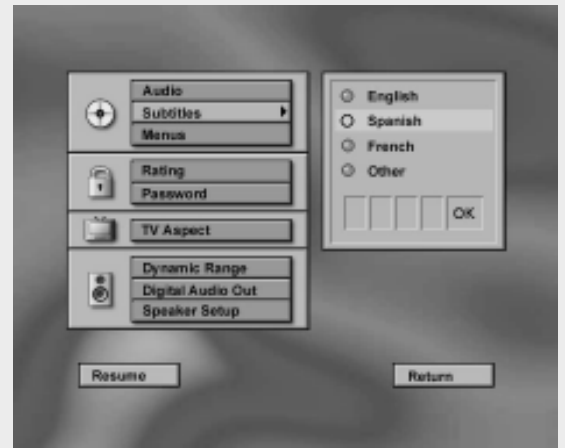 Audio
Subtitles
Menus
Rating
Password
TV Aspect
Dynamic Range
Digital Audio Out
Speaker Setup
English
Spanish
French
Other
OK
Resume
Return